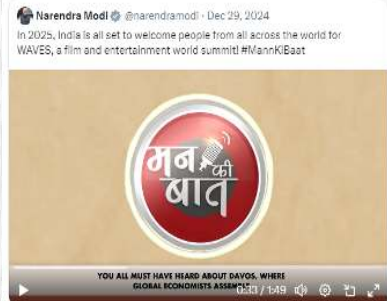 Narendra Modi @narendramodi · Dec 29, 2024
In 2025, India is all set to welcome people from all across the world for
WAVES, a film and entertainment world summit! #MannKiBaat
मन
की
बात
YOU ALL MUST HAVE HEARD ABOUT DAVOS, WHERE
GLOBAL ECONOMISTS
0:33 / 1:49